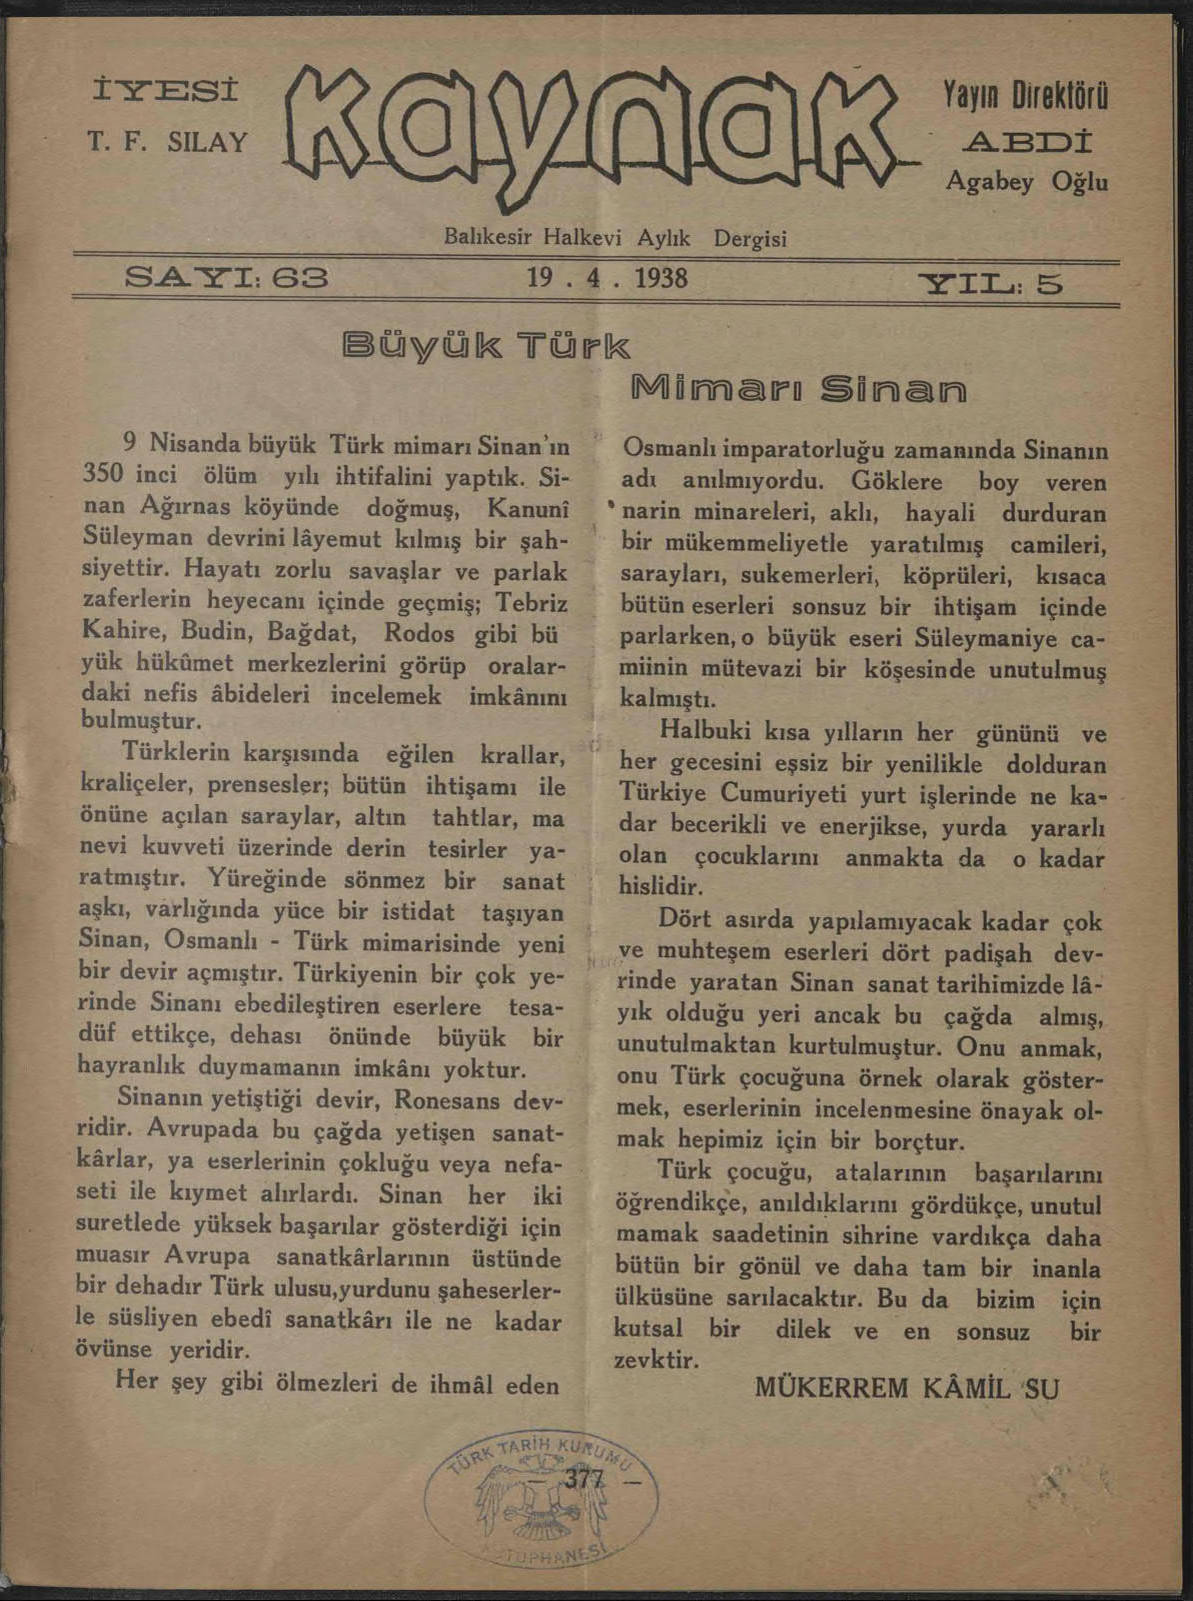 İYESİ
T. F. SILAY
kaynak
Yayın Direktörü
ABDİ
Agabey Oğlu
Balıkesir Halkevi Aylık Dergisi
SAYI: 63
19 . 4 . 1938
YIL: 5
Büyük Türk
Mimarı Sinan
9 Nisanda büyük Türk mimarı Sinan'ın
350 inci ölüm yılı ihtifalini yaptık. Si-
nan Ağırnas köyünde doğmuş, Kanunî
Süleyman devrini lâyemut kılmış bir şah-
siyettir. Hayatı zorlu savaşlar ve parlak
zaferlerin heyecanı içinde geçmiş; Tebriz
Kahire, Budin, Bağdat, Rodos gibi bü
yük hükûmet merkezlerini görüp oralar-
daki nefis âbideleri incelemek imkânını
bulmuştur.
Türklerin karşısında eğilen krallar,
kraliçeler, prensesler; bütün ihtişamı ile
önüne açılan saraylar, altın tahtlar, ma
nevi kuvveti üzerinde derin tesirler ya-
ratmıştır. Yüreğinde sönmez bir sanat
aşkı, varlığında yüce bir istidat taşıyan
Sinan, Osmanlı - Türk mimarisinde yeni
bir devir açmıştır. Türkiyenin bir çok ye-
rinde Sinanı ebedileştiren eserlere tesa-
düf ettikçe, dehası önünde büyük bir
hayranlık duymamanın imkânı yoktur.
Sinanın yetiştiği devir, Ronesans dev-
ridir. Avrupada bu çağda yetişen sanat-
kârlar, ya eserlerinin çokluğu veya nefa-
seti ile kıymet alırlardı. Sinan her iki
suretlede yüksek başarılar gösterdiği için
muasır Avrupa sanatkârlarının üstünde
bir dehadır Türk ulusu,yurdunu şaheserler-
le süsliyen ebedî sanatkârı ile ne kadar
övünse yeridir.
Her şey gibi ölmezleri de ihmâl eden
Osmanlı imparatorluğu zamanında Sinanın
adı anılmıyordu. Göklere boy veren
narin minareleri, aklı, hayali durduran
bir mükemmeliyetle yaratılmış camileri,
sarayları, sukemerleri, köprüleri, kısaca
bütün eserleri sonsuz bir ihtişam içinde
parlarken, o büyük eseri Süleymaniye ca-
miinin mütevazi bir köşesinde unutulmuş
kalmıştı.
Halbuki kısa yılların her gününü ve
her gecesini eşsiz bir yenilikle dolduran
Türkiye Cumuriyeti yurt işlerinde ne ka-
dar becerikli ve enerjikse, yurda yararlı
olan çocuklarını anmakta da o kadar
hislidir.
Dört asırda yapılamıyacak kadar çok
ve muhteşem eserleri dört padişah dev-
rinde yaratan Sinan sanat tarihimizde lâ-
yık olduğu yeri ancak bu çağda almış,
unutulmaktan kurtulmuştur. Onu anmak,
onu Türk çocuğuna örnek olarak göster-
mek, eserlerinin incelenmesine önayak ol-
mak hepimiz için bir borçtur.
Türk çocuğu, atalarının başarılarını
öğrendikçe, anıldıklarını gördükçe, unutul
mamak saadetinin sihrine vardıkça daha
bütün bir gönül ve daha tam bir inanla
ülküsüne sarılacaktır. Bu da bizim için
kutsal bir dilek ve en sonsuz bir
zevktir.
MÜKERREM KÂMİL SU
TÜRK TARİH KURUMU
— 377 —
KÜTÜPHANESİ